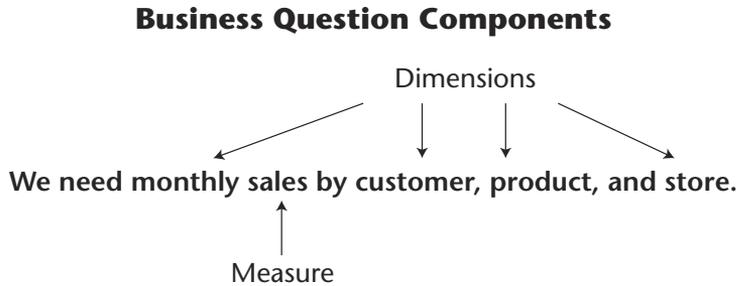 Business Question Components
Dimensions
We need monthly sales by customer, product, and store.
Measure